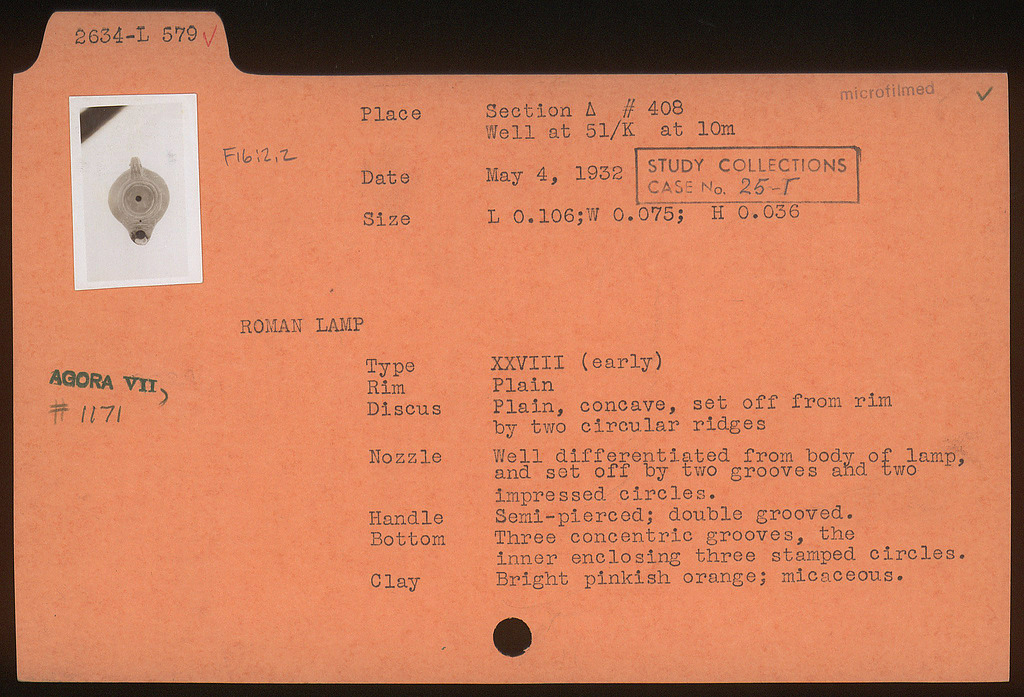 2634-L 579 ✓
microfilmed ✓
Place Section Δ # 408
Well at 51/K at 10m
F16:2,2
Date May 4, 1932
STUDY COLLECTIONS
CASE No. 25-T
Size L 0.106;W 0.075; H 0.036
ROMAN LAMP
AGORA VII,
# 1171
Type XXVIII (early)
Rim Plain
Discus Plain, concave, set off from rim
by two circular ridges
Nozzle Well differentiated from body of lamp,
and set off by two grooves and two
impressed circles.
Handle Semi-pierced; double grooved.
Bottom Three concentric grooves, the
inner enclosing three stamped circles.
Clay Bright pinkish orange; micaceous.